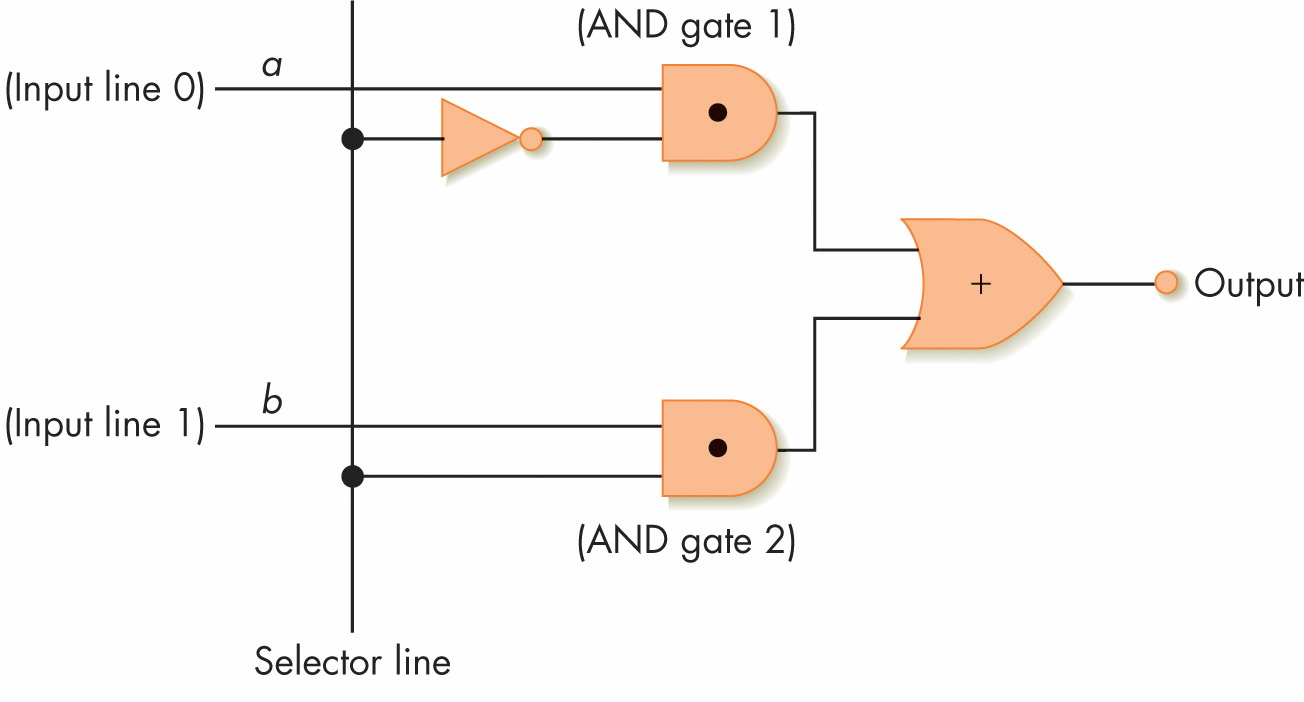 (AND gate 1)
(Input line 0)
a
+
Output
b
(Input line 1)
(AND gate 2)
Selector line